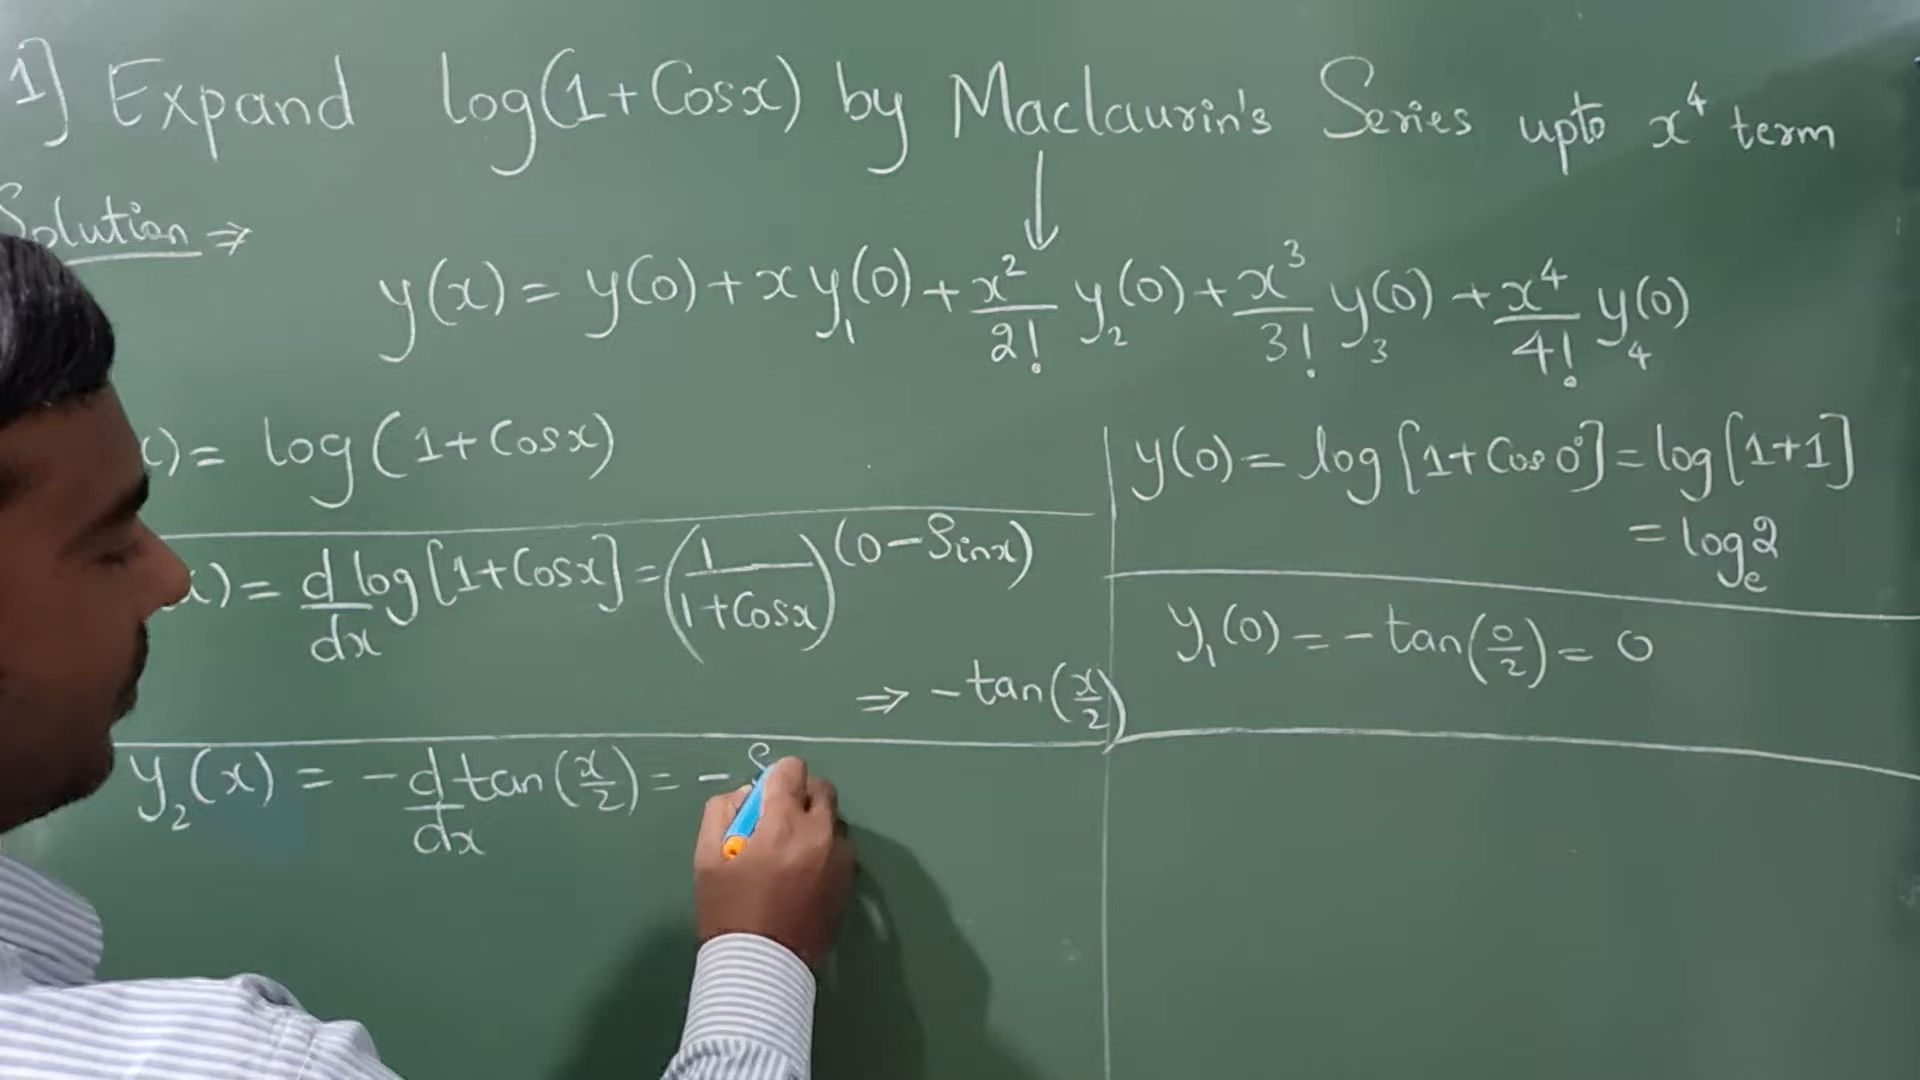 1] Expand log(1+Cosx) by Maclaurin's Series upto x⁴ term
Solution ⇒
y(x) = y(0) + x y₁(0) + x²/2! y₂(0) + x³/3! y₃(0) + x⁴/4! y₄(0)
x) = log(1+Cosx)
y(0) = log[1+Cos0°] = log[1+1]
= logₑ2
x) = d/dx log[1+Cosx] = (1/(1+Cosx))(0-Sinx)
⇒ -tan(x/2)
y₁(0) = -tan(0/2) = 0
y₂(x) = -d/dx tan(x/2) = -